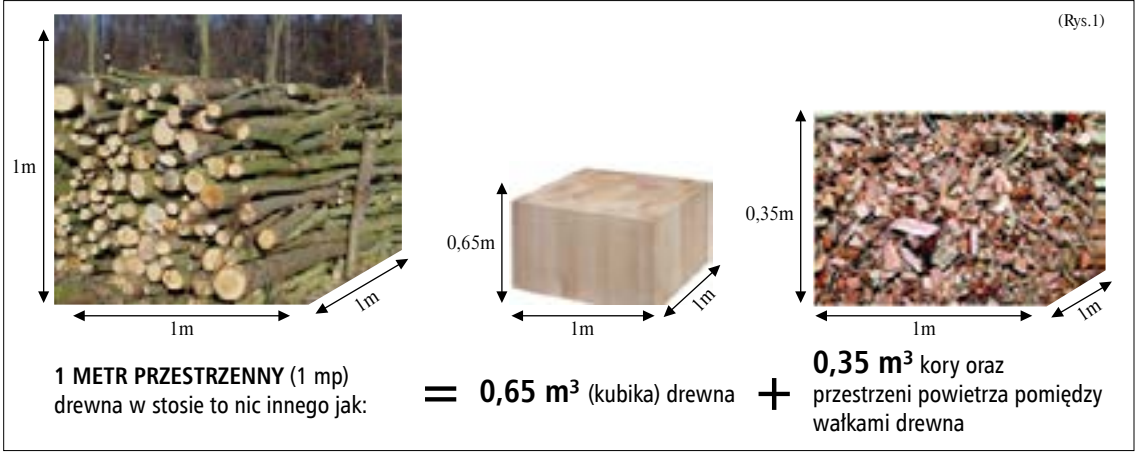 (Rys.1)
1m
1m
1m
0,65m
1m
1m
0,35m
1m
1m
1 METR PRZESTRZENNY (1 mp)
drewna w stosie to nic innego jak:
= 0,65 m³ (kubika) drewna +
0,35 m³ kory oraz
przestrzeni powietrza pomiędzy
wałkami drewna